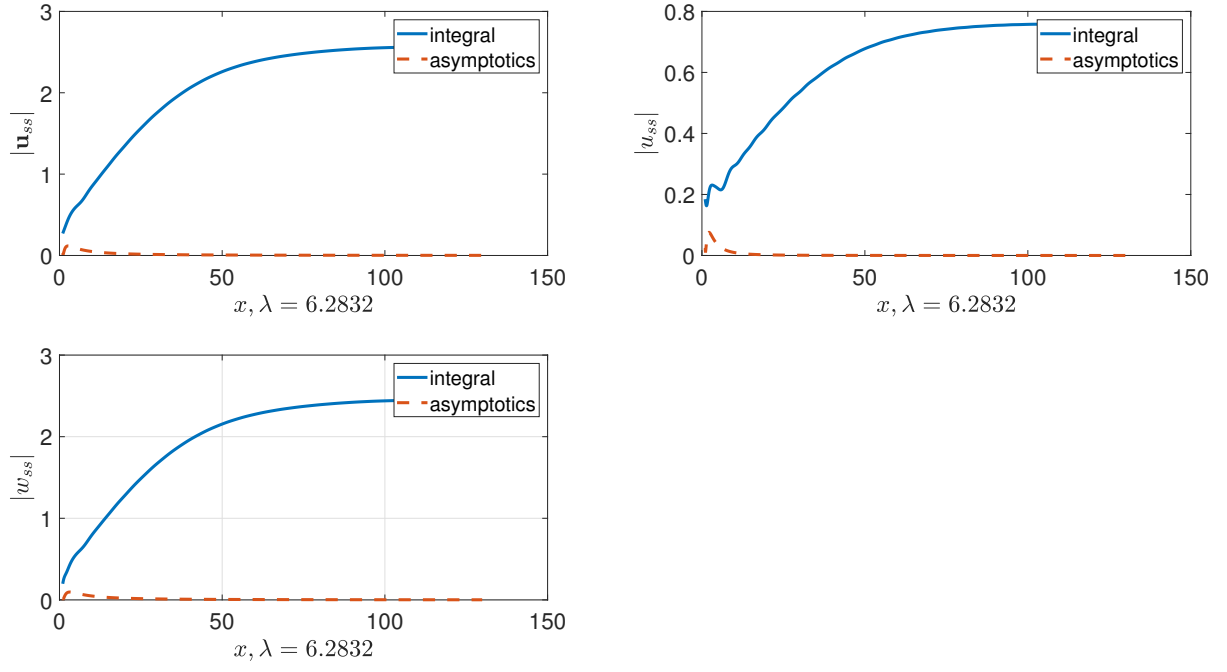 3
2
1
0
|u_ss|
0 50 100 150
x, λ = 6.2832
integral
asymptotics
0.8
0.6
0.4
0.2
0
|u_ss|
0 50 100 150
x, λ = 6.2832
integral
asymptotics
3
2
1
0
|w_ss|
0 50 100 150
x, λ = 6.2832
integral
asymptotics